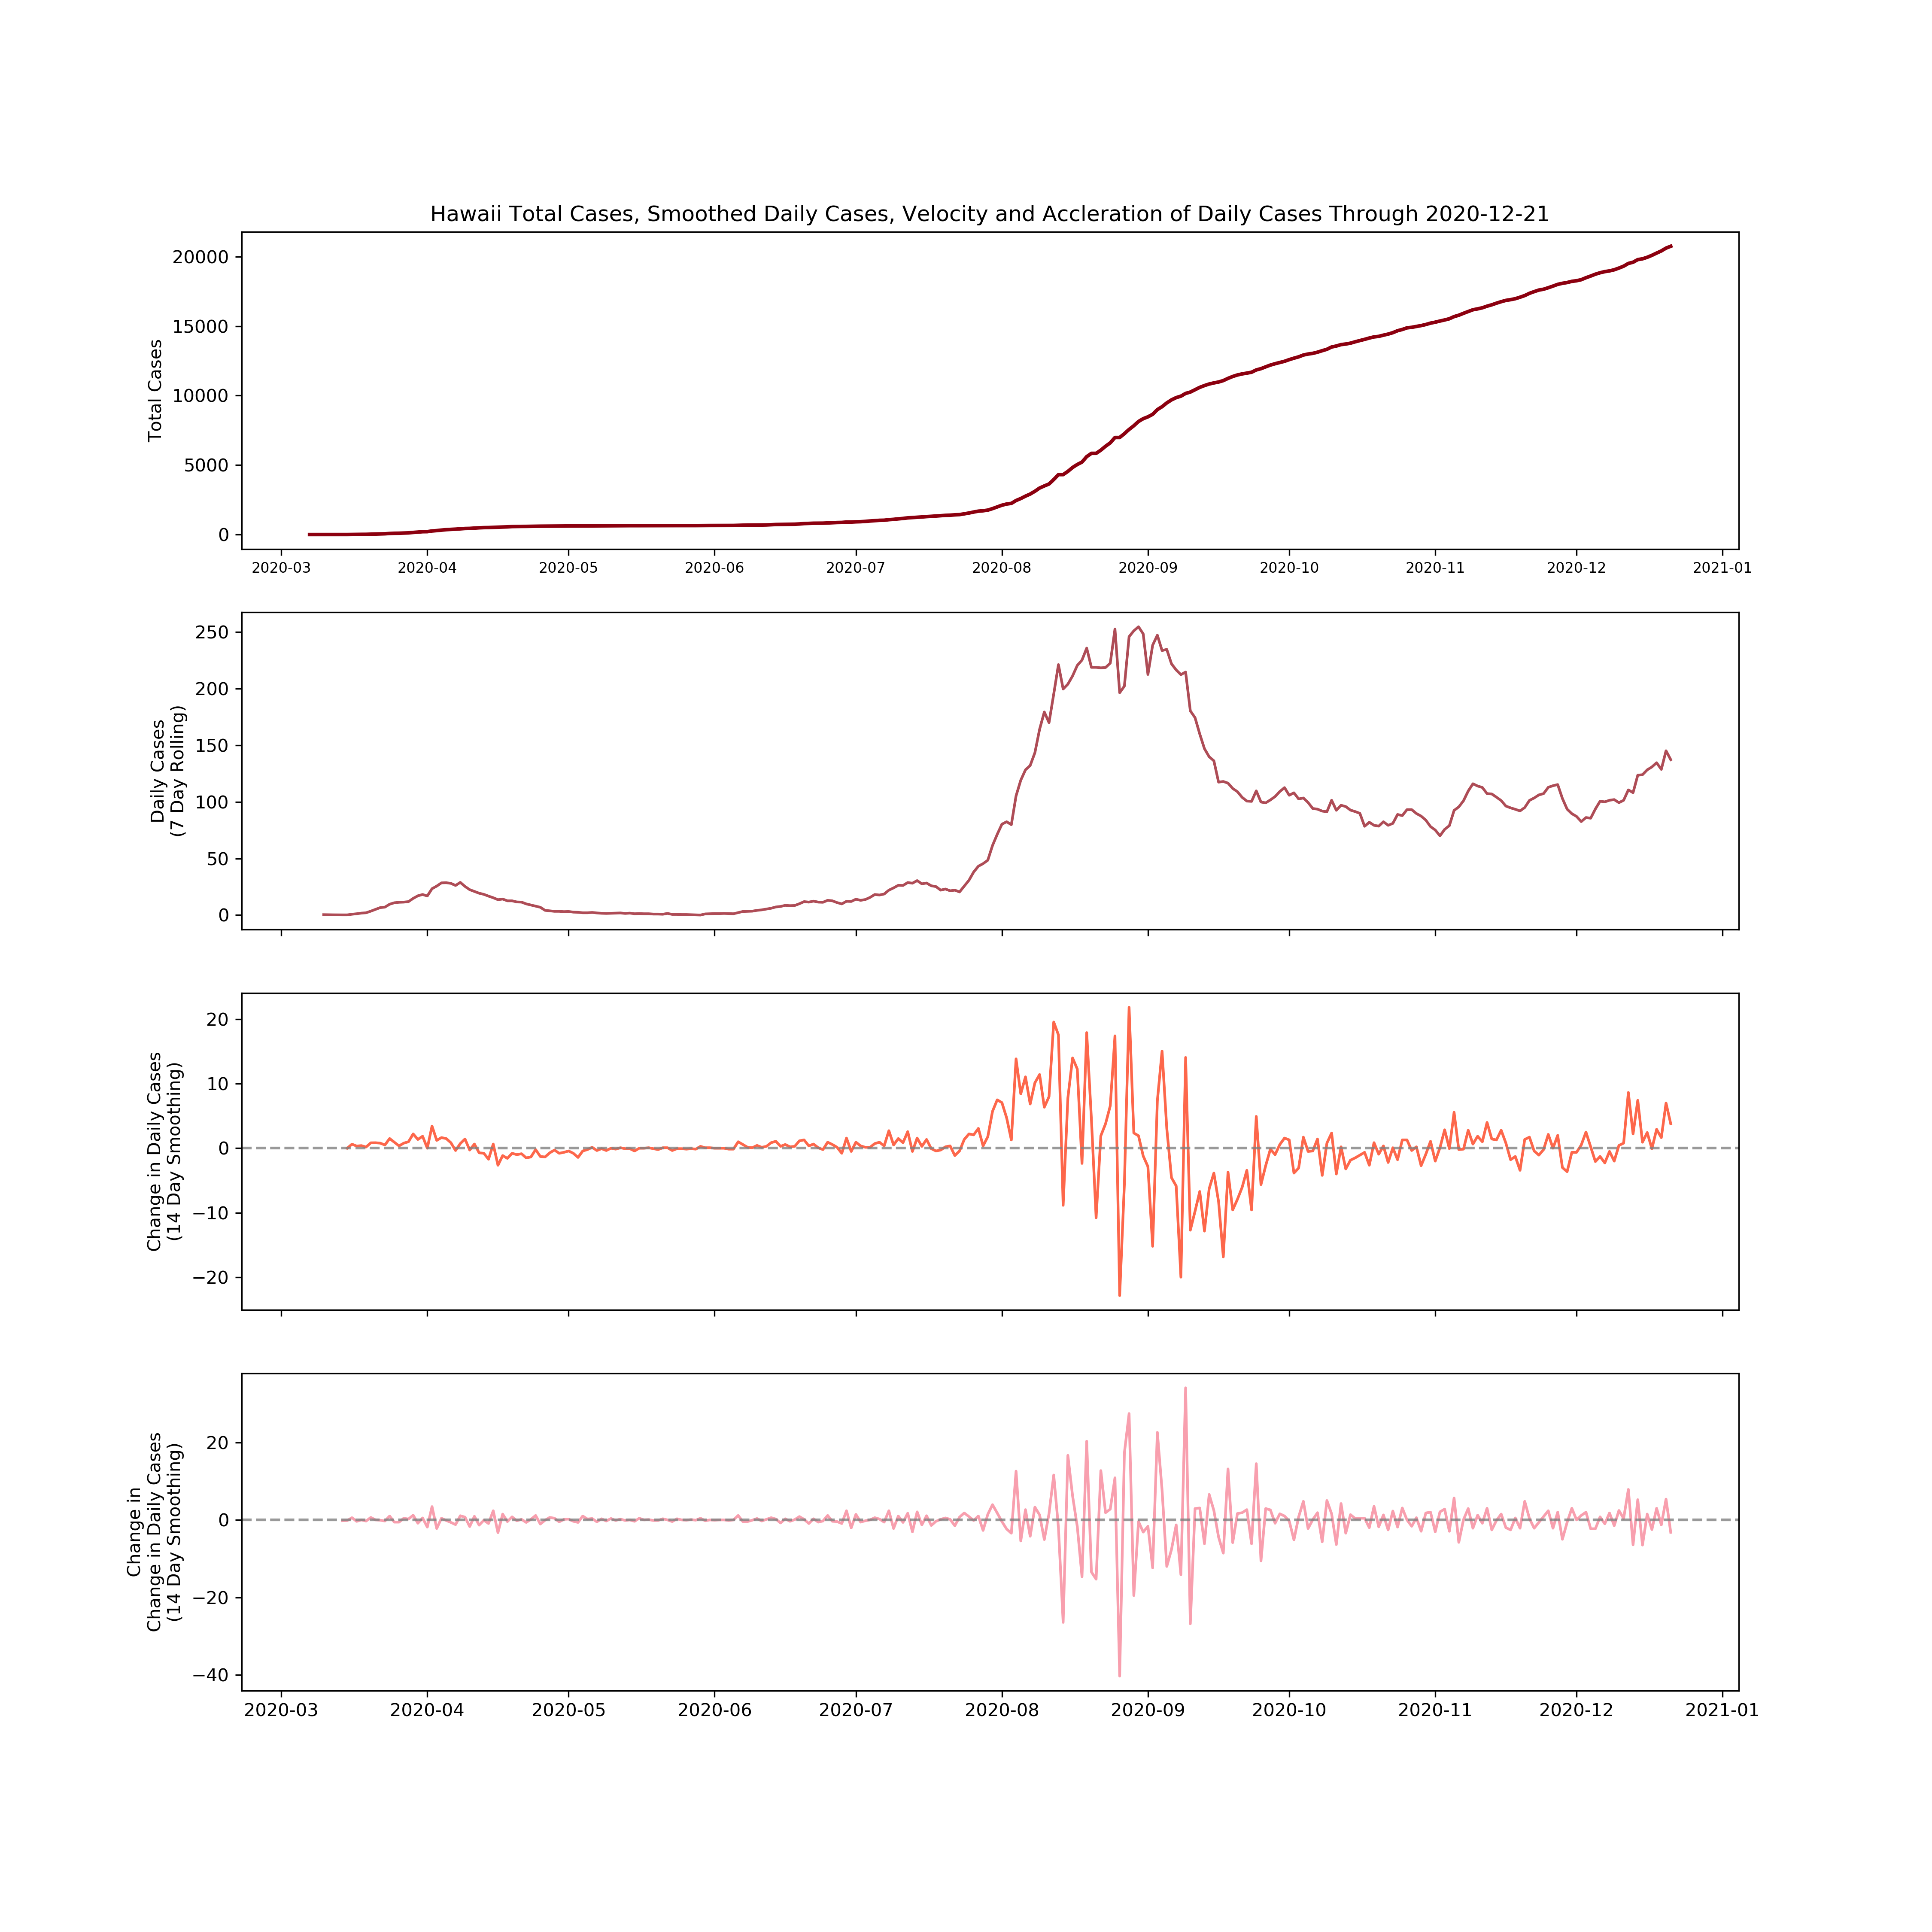 Hawaii Total Cases, Smoothed Daily Cases, Velocity and Accleration of Daily Cases Through 2020-12-21
Total Cases
20000
15000
10000
5000
0
2020-03 2020-04 2020-05 2020-06 2020-07 2020-08 2020-09 2020-10 2020-11 2020-12 2021-01
Daily Cases
(7 Day Rolling)
250
200
150
100
50
0
Change in Daily Cases
(14 Day Smoothing)
20
10
0
−10
−20
Change in
Change in Daily Cases
(14 Day Smoothing)
20
0
−20
−40
2020-03 2020-04 2020-05 2020-06 2020-07 2020-08 2020-09 2020-10 2020-11 2020-12 2021-01